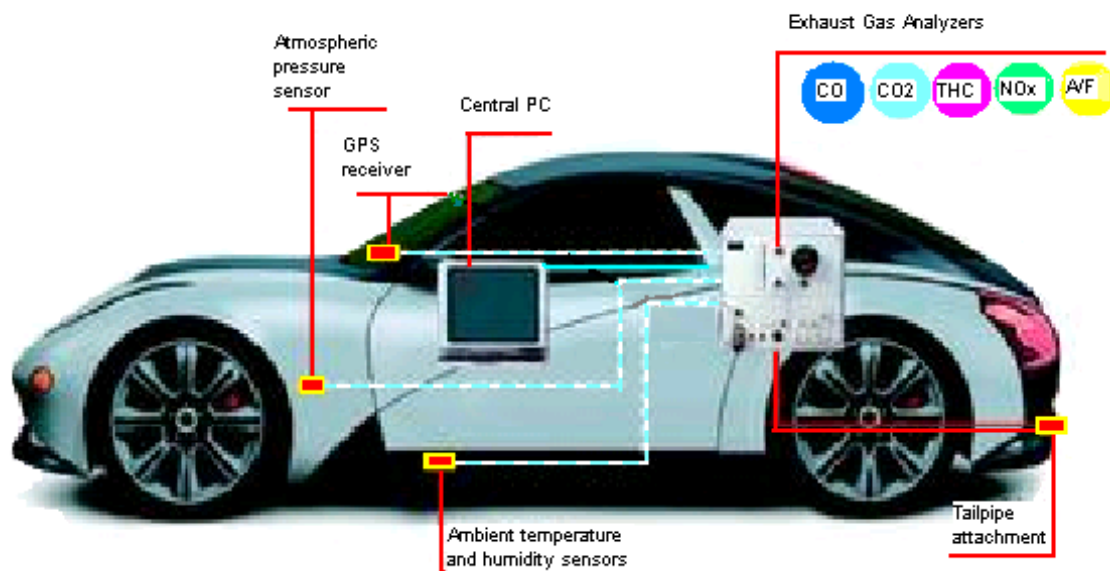 Exhaust Gas Analyzers
CO
CO2
THC
NOx
A/F
Atmospheric
pressure
sensor
Central PC
GPS
receiver
Tailpipe
attachment
Ambient temperature
and humidity sensors